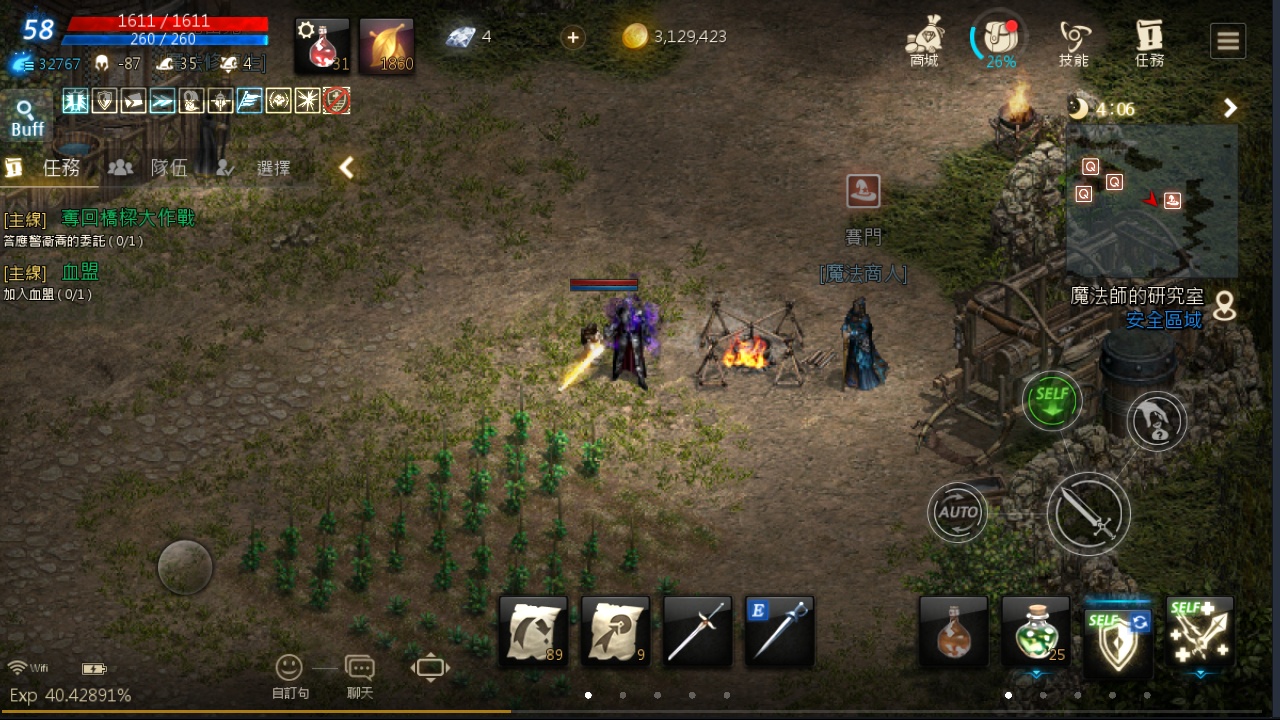 58
1611 / 1611
260 / 260
32767
-87
35
4
31
1860
4
3,129,423
商城
26%
技能
任務
Buff
4:06
任務
隊伍
選擇
[主線] 奪回橋樑大作戰
答應警衛喬的委託 ( 0/1 )
[主線] 血盟
加入血盟 ( 0/1 )
賽門
[魔法商人]
魔法師的研究室
安全區域
SELF
AUTO
89
9
E
25
SELF
SELF
Wifi
Exp 40.42891%
自訂句
聊天